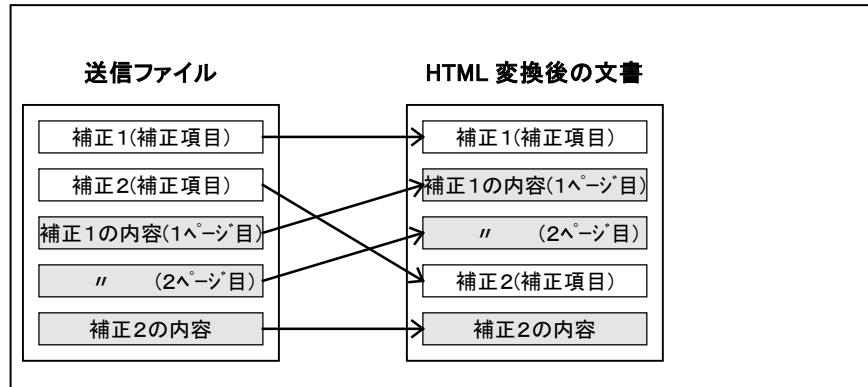 送信ファイル
補正1(補正項目)
補正2(補正項目)
補正1の内容(1ﾍﾟｰｼﾞ目)
〃 (2ﾍﾟｰｼﾞ目)
補正2の内容
HTML 変換後の文書
補正1(補正項目)
補正1の内容(1ﾍﾟｰｼﾞ目)
〃 (2ﾍﾟｰｼﾞ目)
補正2(補正項目)
補正2の内容